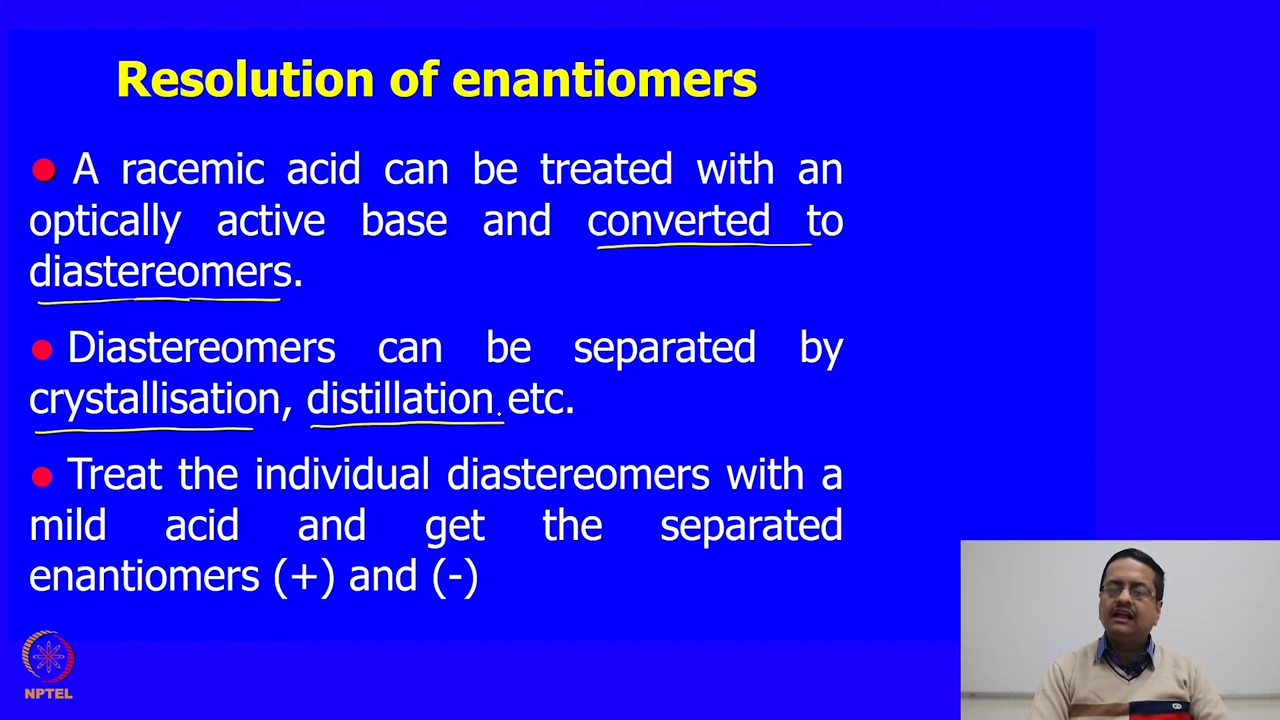 Resolution of enantiomers
● A racemic acid can be treated with an
optically active base and converted to
diastereomers.
● Diastereomers can be separated by
crystallisation, distillation etc.
● Treat the individual diastereomers with a
mild acid and get the separated
enantiomers (+) and (-)
NPTEL